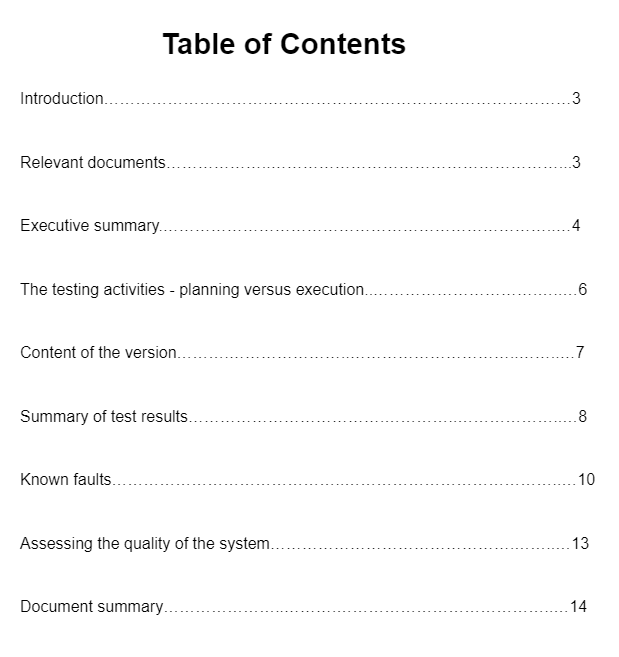 Table of Contents
Introduction……………………………………………………………………………3
Relevant documents…………………………………………………………………..3
Executive summary…………………………………………………………………...4
The testing activities - planning versus execution…………………………………..6
Content of the version………………………………………………………………...7
Summary of test results……………………………………………………………….8
Known faults…………………………………………………………………………...10
Assessing the quality of the system………………………………………………...13
Document summary…………………………………………………………………..14